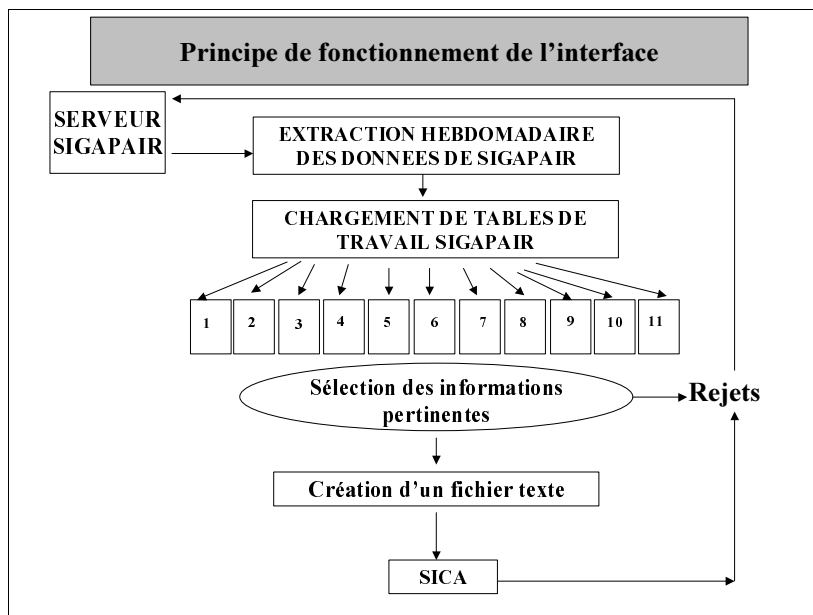 Principe de fonctionnement de l’interface
SERVEUR
SIGAPAIR
EXTRACTION HEBDOMADAIRE
DES DONNEES DE SIGAPAIR
CHARGEMENT DE TABLES DE
TRAVAIL SIGAPAIR
1 2 3 4 5 6 7 8 9 10 11
Sélection des informations
pertinentes
Rejets
Création d’un fichier texte
SICA